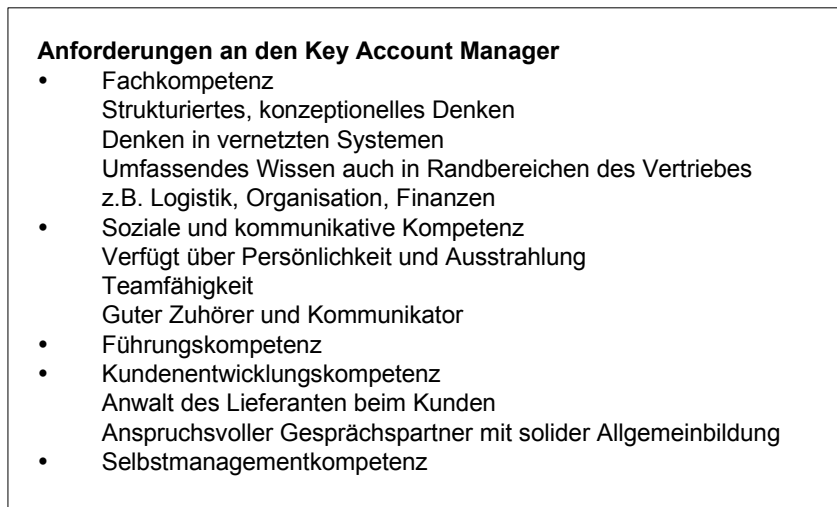 Anforderungen an den Key Account Manager
• Fachkompetenz
Strukturiertes, konzeptionelles Denken
Denken in vernetzten Systemen
Umfassendes Wissen auch in Randbereichen des Vertriebes
z.B. Logistik, Organisation, Finanzen
• Soziale und kommunikative Kompetenz
Verfügt über Persönlichkeit und Ausstrahlung
Teamfähigkeit
Guter Zuhörer und Kommunikator
• Führungskompetenz
• Kundenentwicklungskompetenz
Anwalt des Lieferanten beim Kunden
Anspruchsvoller Gesprächspartner mit solider Allgemeinbildung
• Selbstmanagementkompetenz